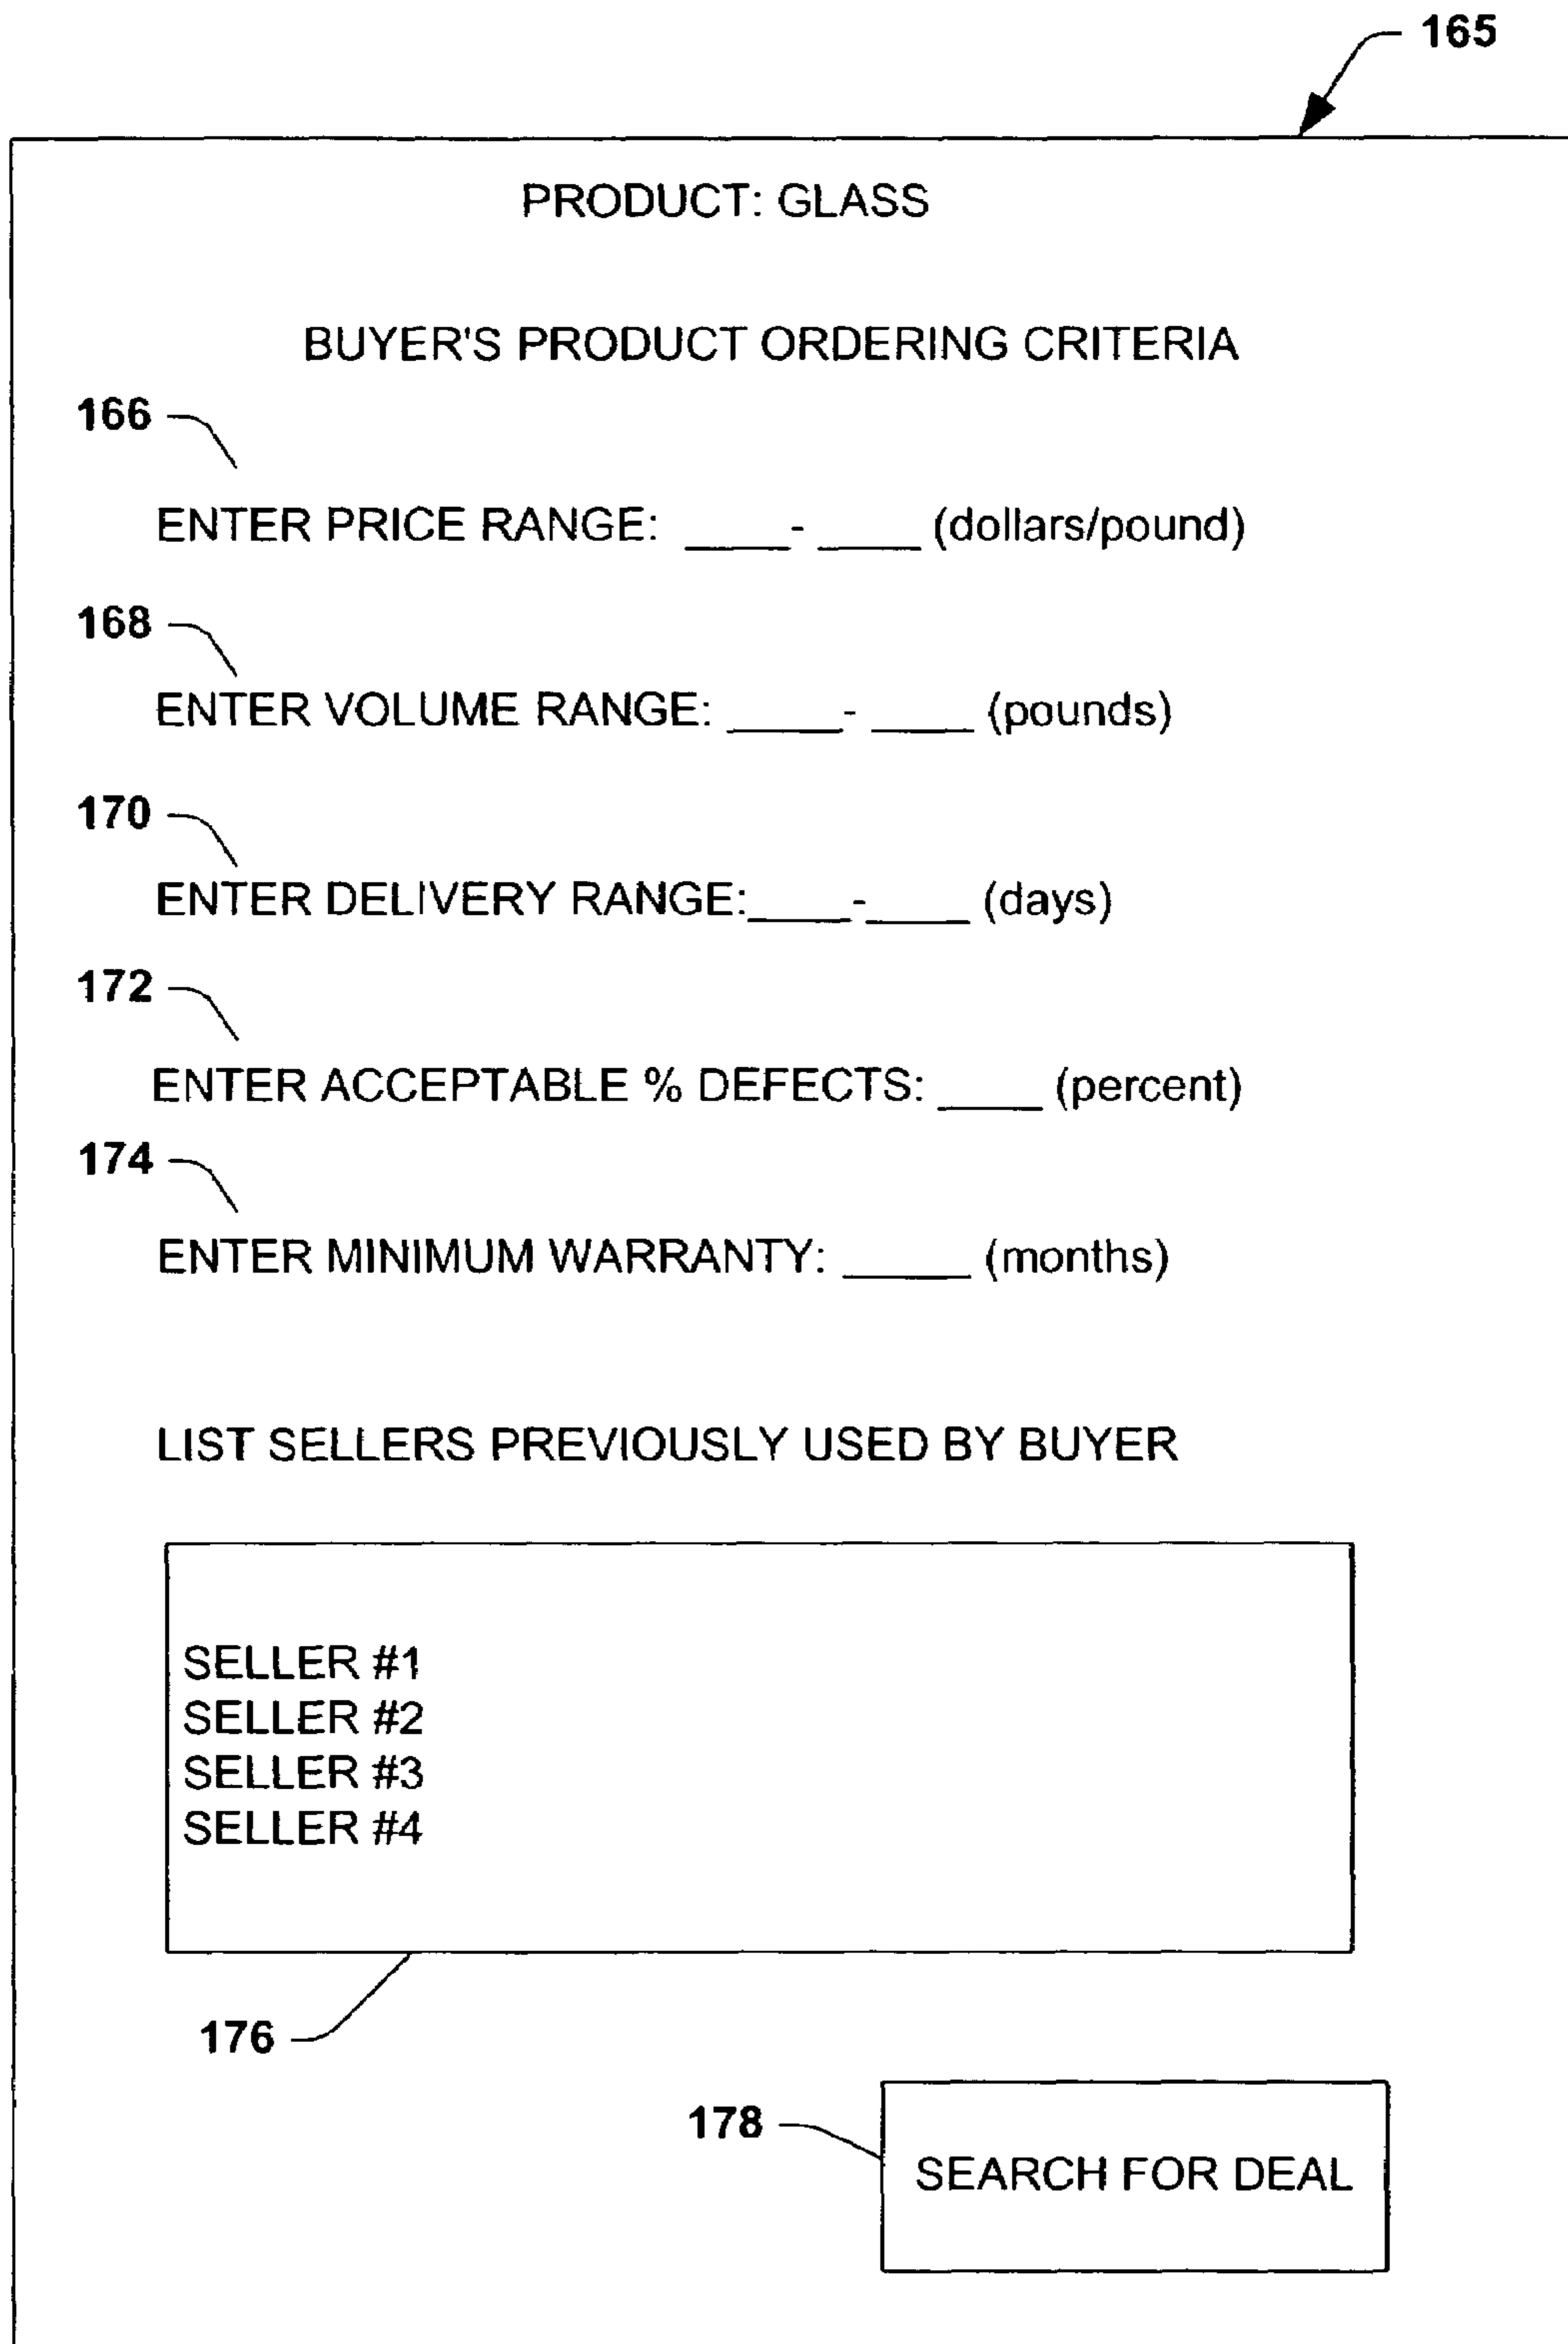 165
PRODUCT: GLASS
BUYER'S PRODUCT ORDERING CRITERIA
166
ENTER PRICE RANGE: ____- ____ (dollars/pound)
168
ENTER VOLUME RANGE: ____- ____ (pounds)
170
ENTER DELIVERY RANGE:____-____ (days)
172
ENTER ACCEPTABLE % DEFECTS: ____ (percent)
174
ENTER MINIMUM WARRANTY: _____ (months)
LIST SELLERS PREVIOUSLY USED BY BUYER
SELLER #1
SELLER #2
SELLER #3
SELLER #4
176
178
SEARCH FOR DEAL